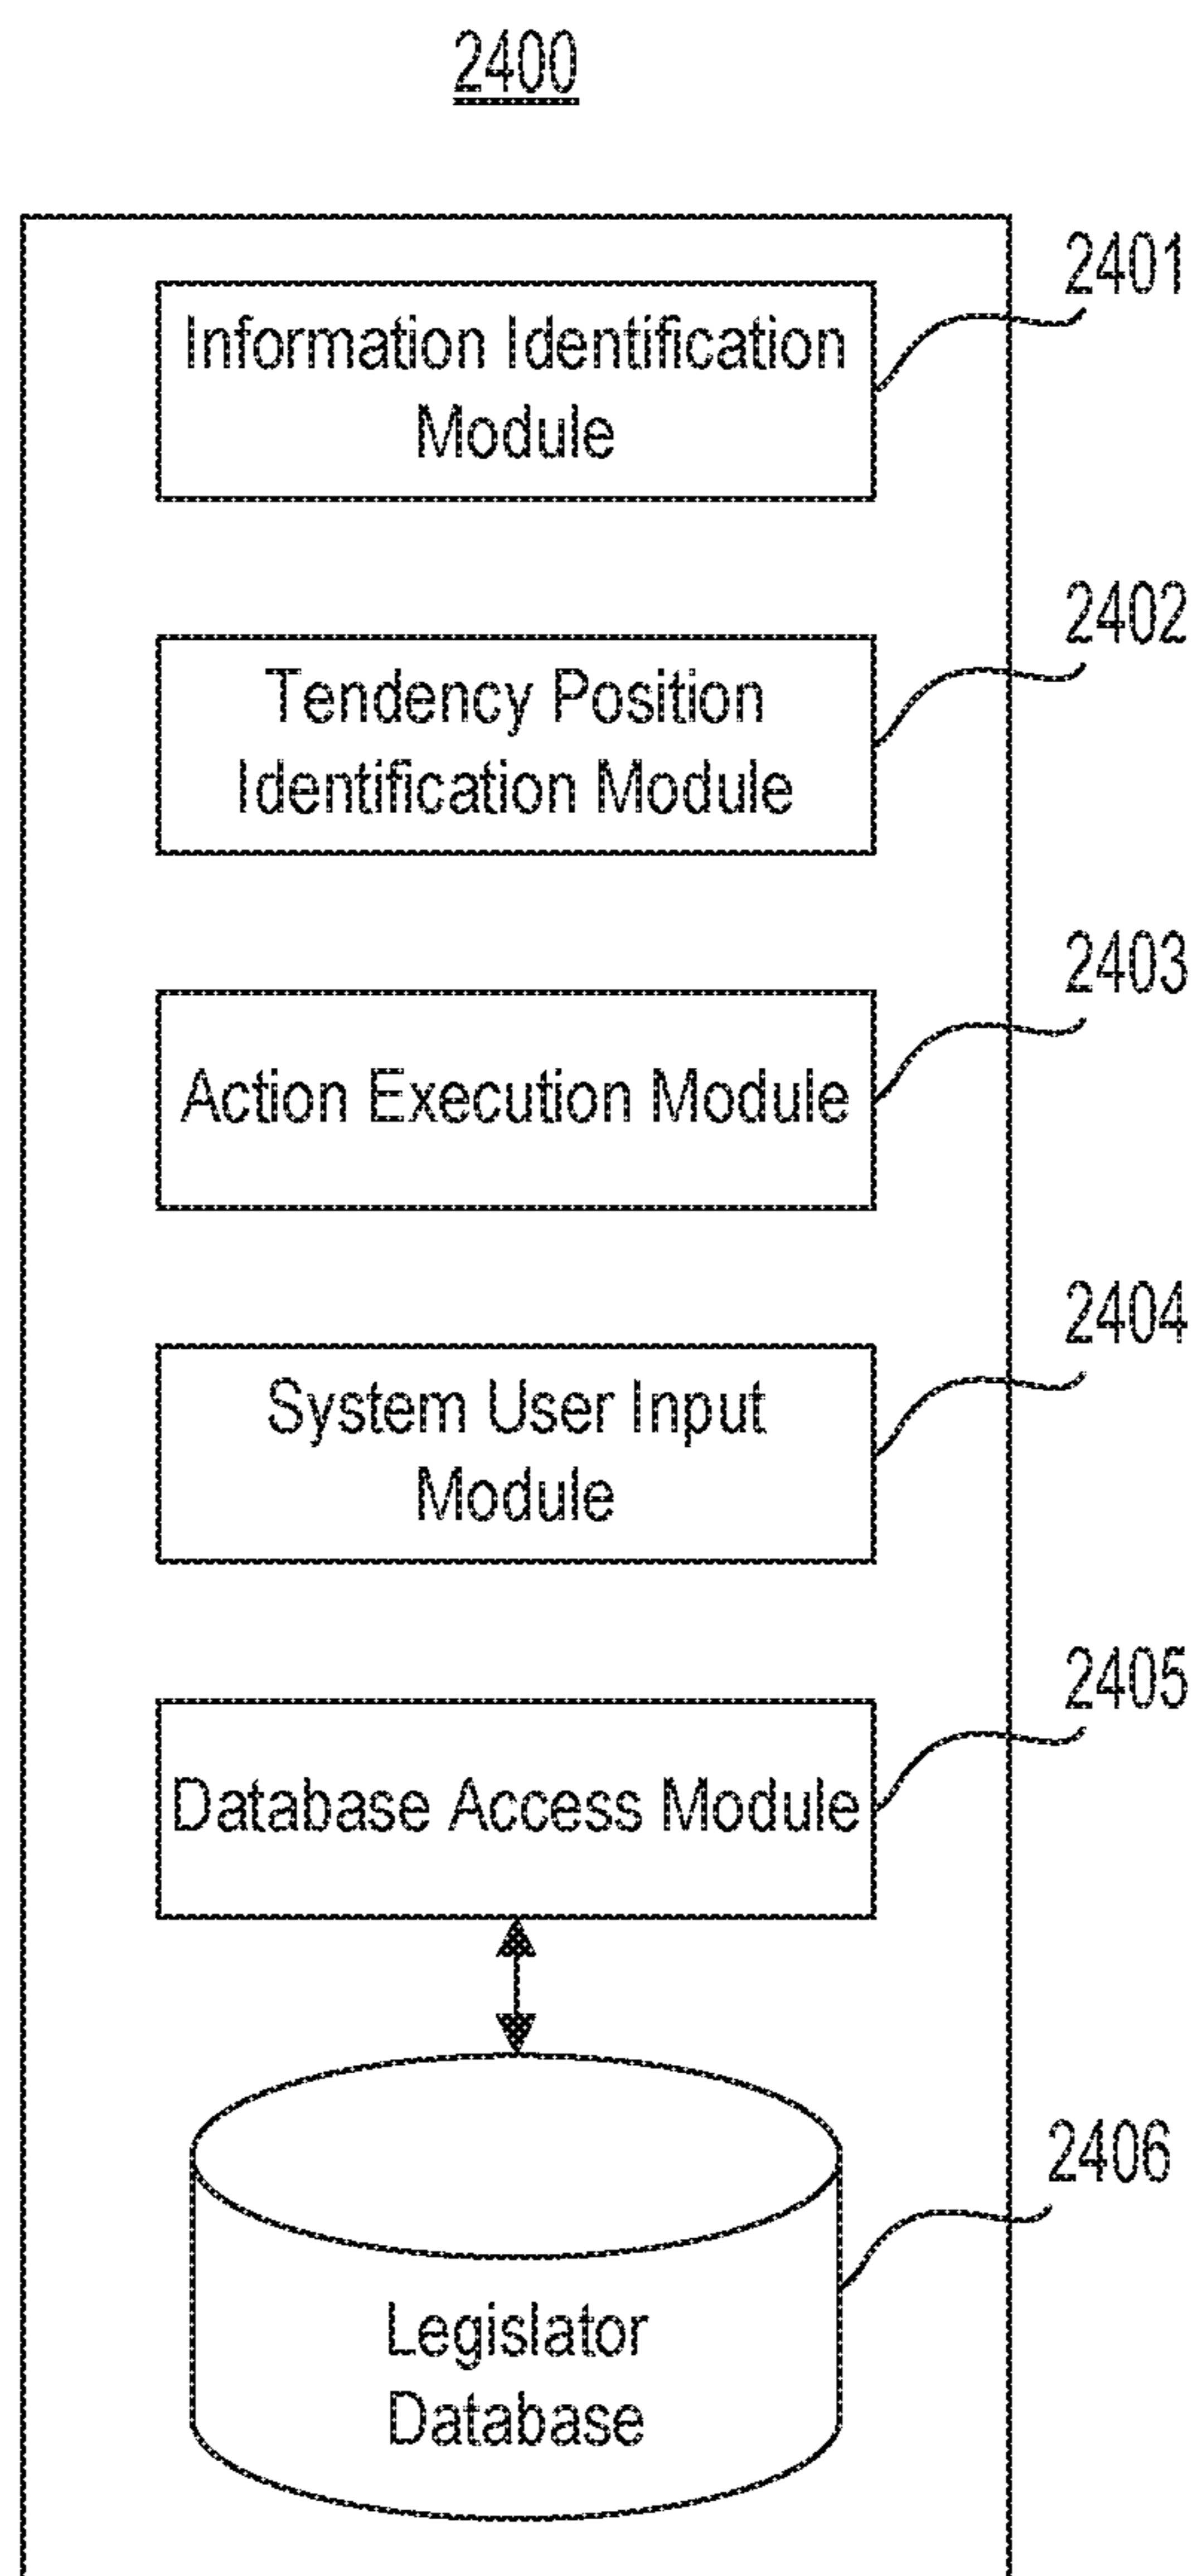 2400
2401
Information Identification
Module
2402
Tendency Position
Identification Module
2403
Action Execution Module
2404
System User Input
Module
2405
Database Access Module
2406
Legislator
Database